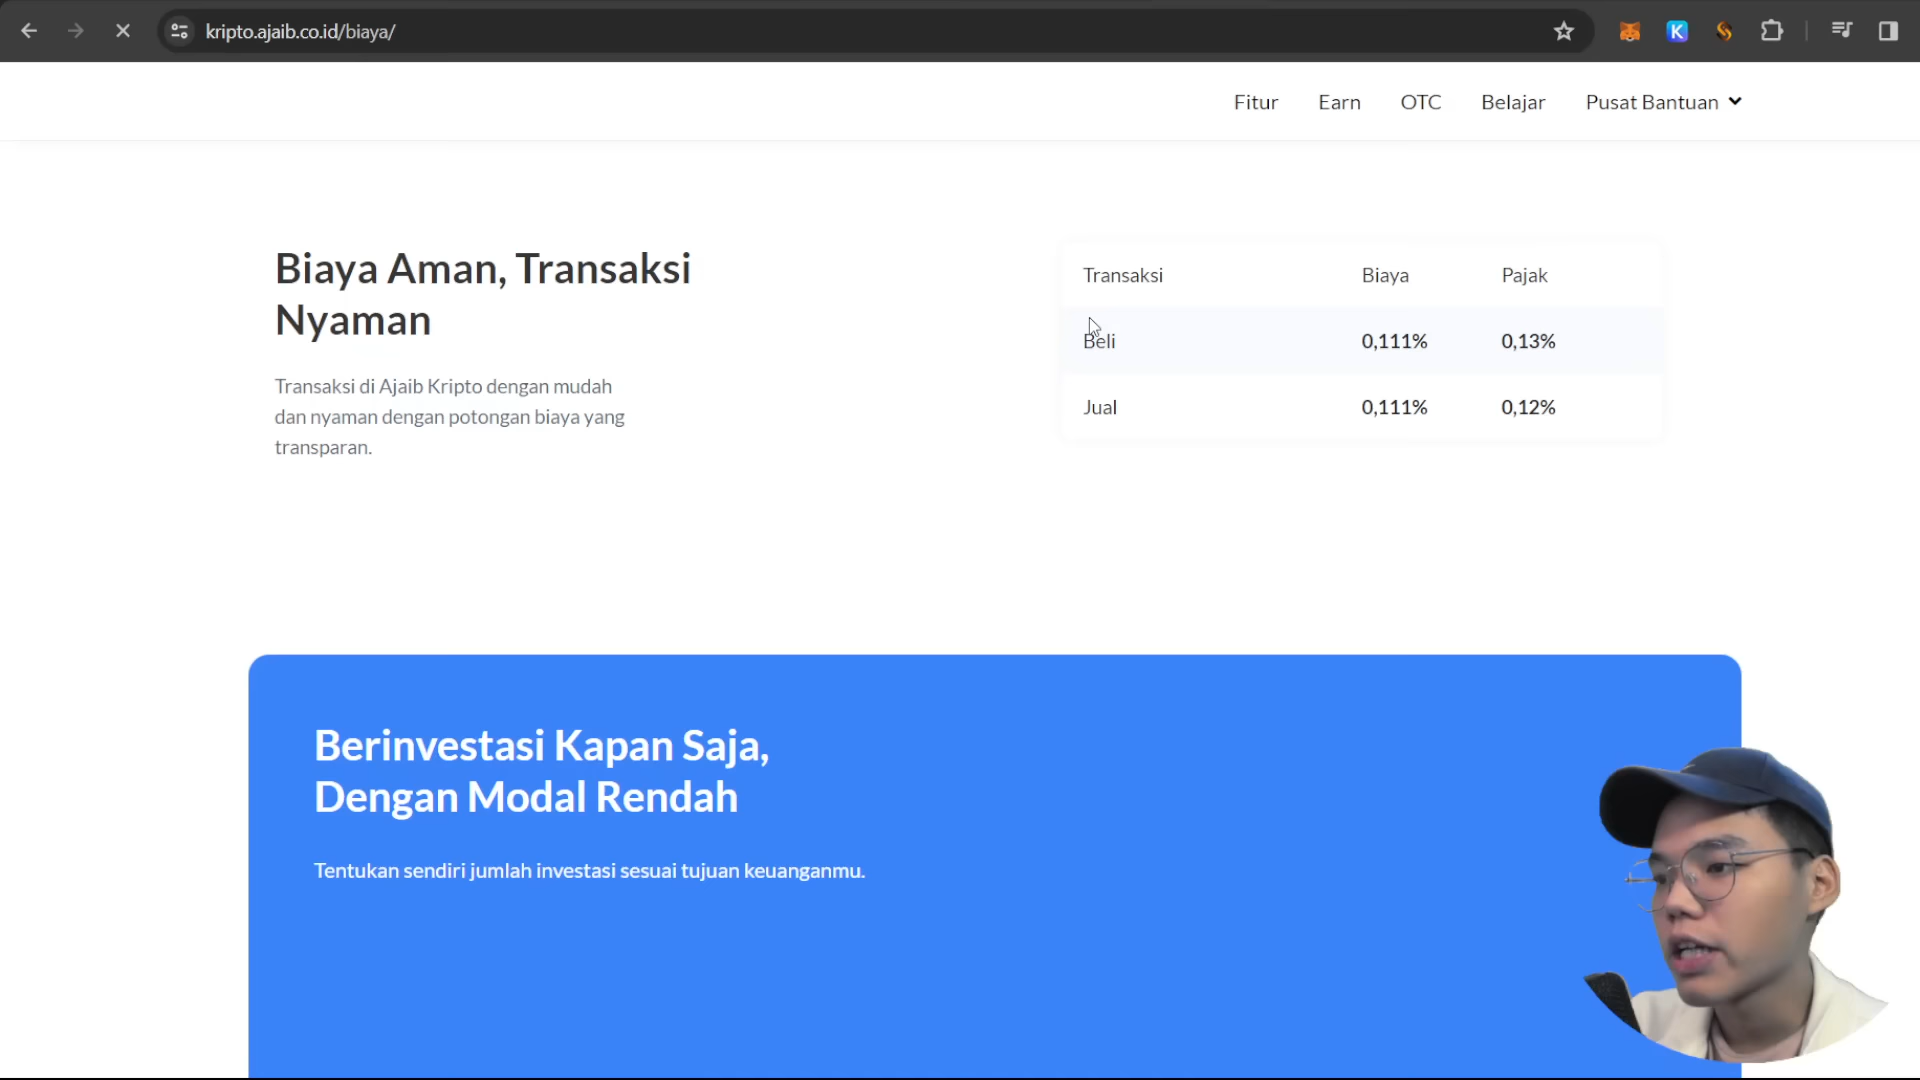 kripto.ajaib.co.id/biaya/
Fitur Earn OTC Belajar Pusat Bantuan
Biaya Aman, Transaksi
Nyaman
Transaksi di Ajaib Kripto dengan mudah
dan nyaman dengan potongan biaya yang
transparan.
Transaksi Biaya Pajak
Beli 0,111% 0,13%
Jual 0,111% 0,12%
Berinvestasi Kapan Saja,
Dengan Modal Rendah
Tentukan sendiri jumlah investasi sesuai tujuan keuanganmu.